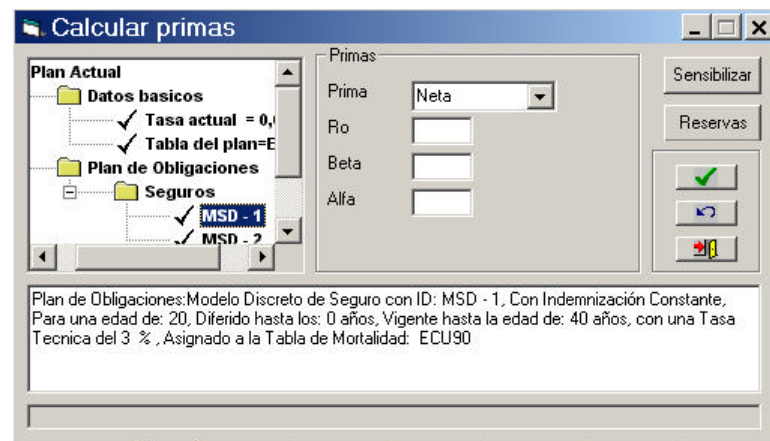 Calcular primas
Plan Actual
Datos basicos
Tasa actual = 0,
Tabla del plan=E
Plan de Obligaciones
Seguros
MSD - 1
MSD - 2
Primas
Prima Neta
Ro
Beta
Alfa
Sensibilizar
Reservas
Plan de Obligaciones:Modelo Discreto de Seguro con ID: MSD - 1, Con Indemnización Constante,
Para una edad de: 20, Diferido hasta los: 0 años, Vigente hasta la edad de: 40 años, con una Tasa
Tecnica del 3 % , Asignado a la Tabla de Mortalidad: ECU90